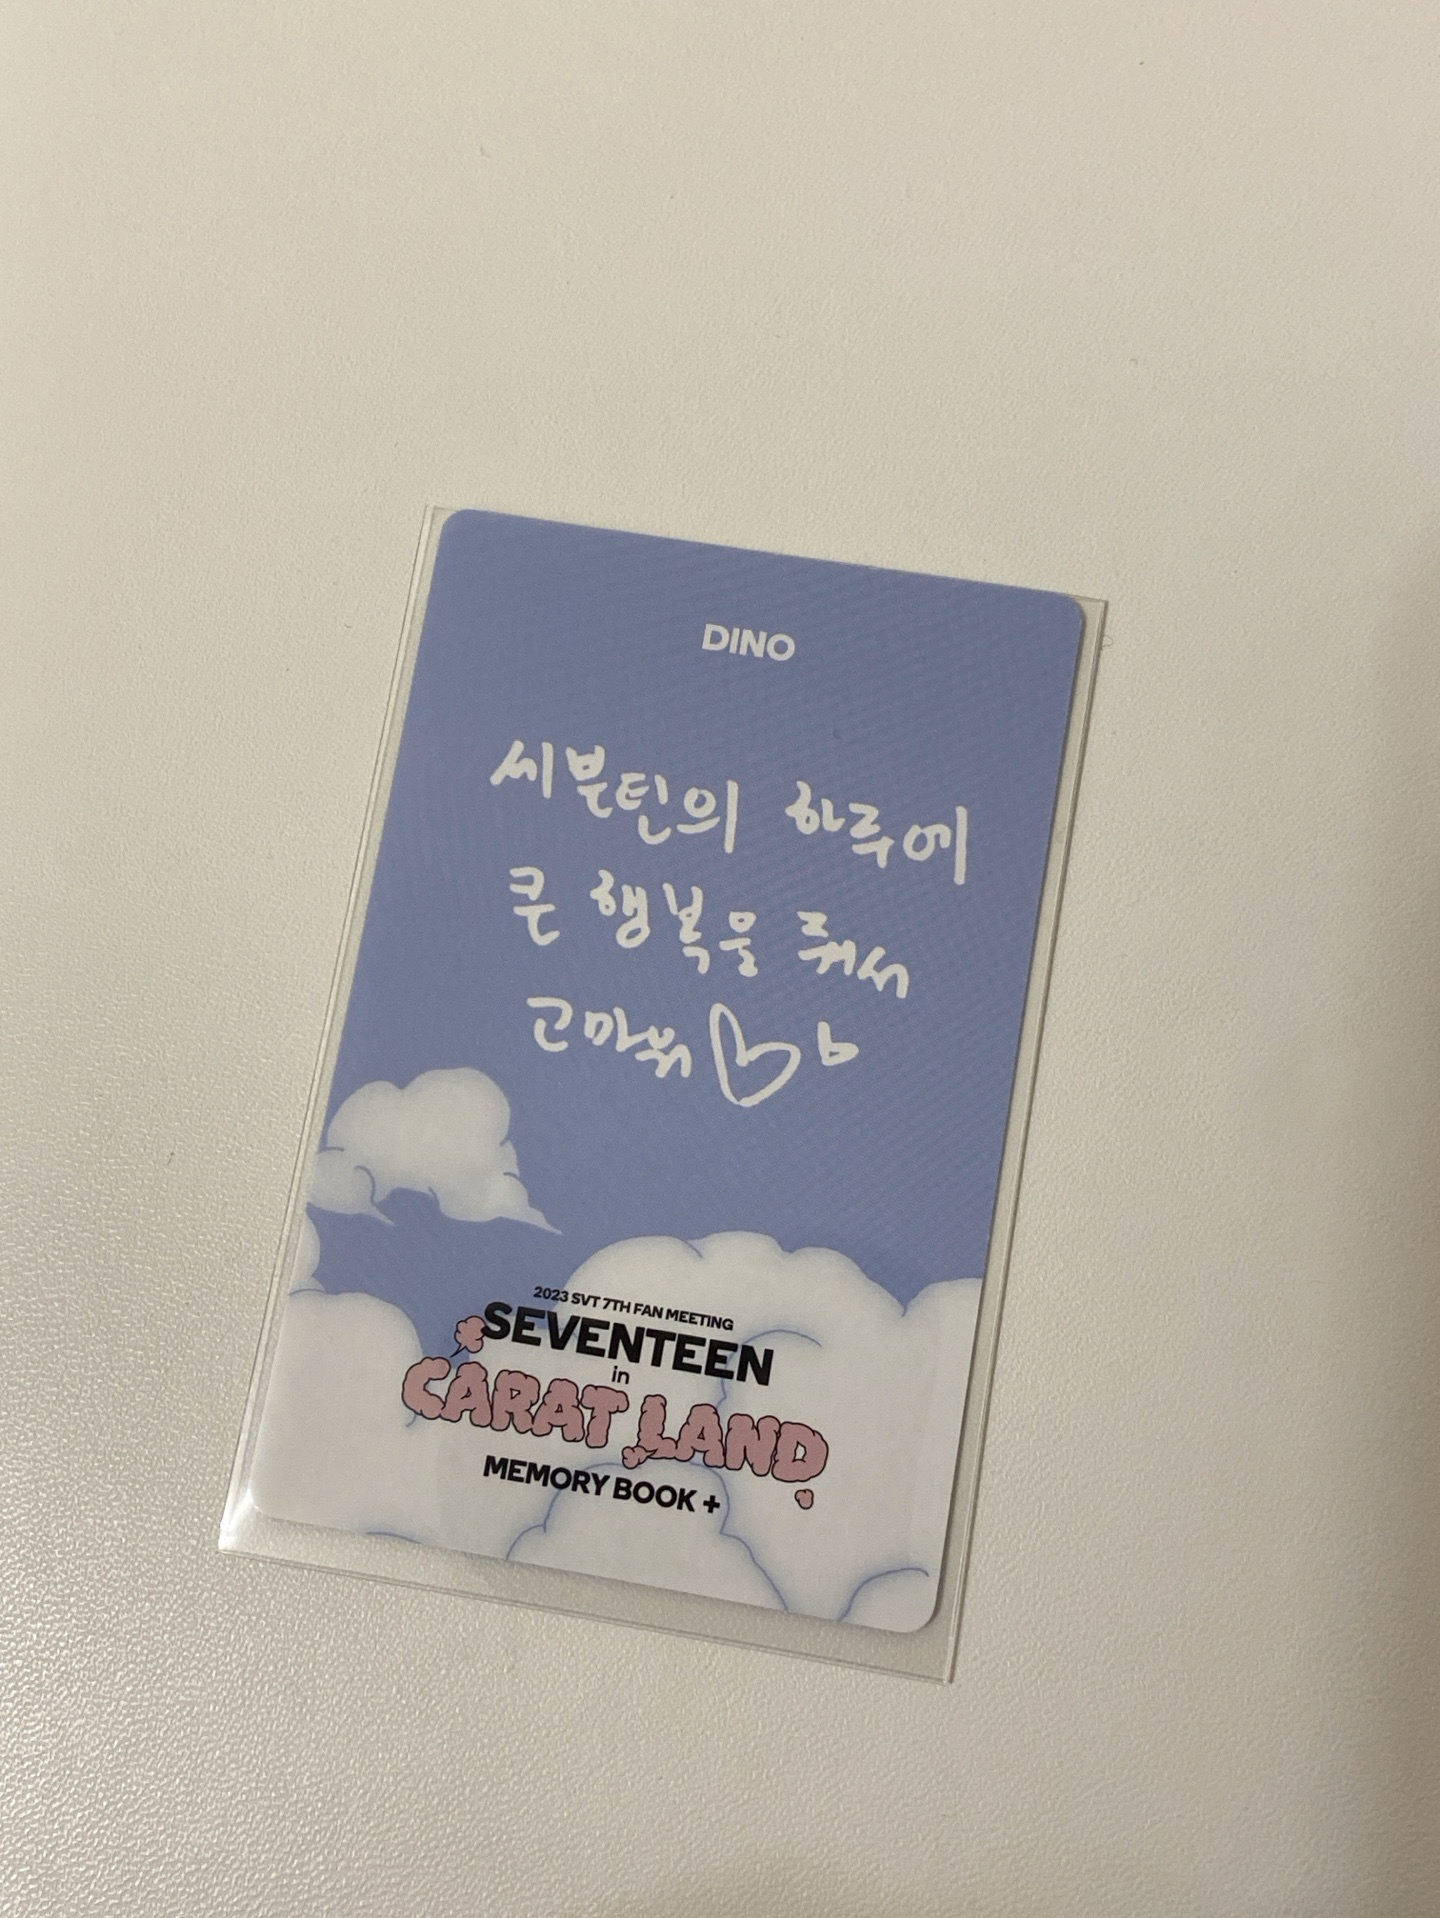 DINO
세븐틴의 하루에
큰 행복을 줘서
고마워♡
2023 SVT 7TH FAN MEETING
SEVENTEEN
in
CARAT LAND
MEMORY BOOK +